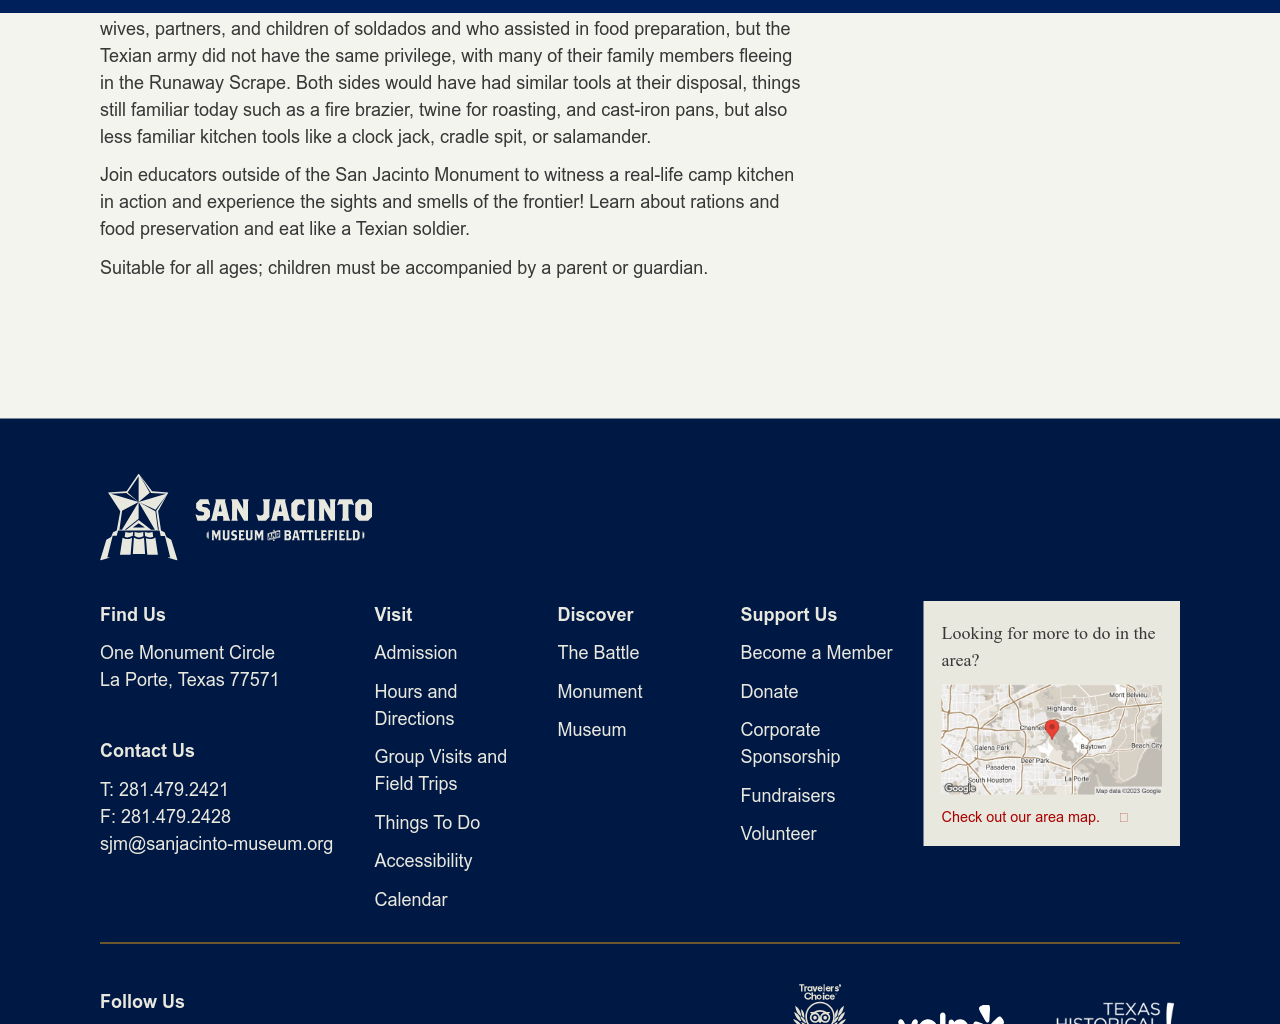 wives, partners, and children of soldados and who assisted in food preparation, but the
Texian army did not have the same privilege, with many of their family members fleeing
in the Runaway Scrape. Both sides would have had similar tools at their disposal, things
still familiar today such as a fire brazier, twine for roasting, and cast-iron pans, but also
less familiar kitchen tools like a clock jack, cradle spit, or salamander.
Join educators outside of the San Jacinto Monument to witness a real-life camp kitchen
in action and experience the sights and smells of the frontier! Learn about rations and
food preservation and eat like a Texian soldier.
Suitable for all ages; children must be accompanied by a parent or guardian.
SAN JACINTO
MUSEUM AND BATTLEFIELD
Find Us
One Monument Circle
La Porte, Texas 77571
Contact Us
T: 281.479.2421
F: 281.479.2428
sjm@sanjacinto-museum.org
Visit
Admission
Hours and
Directions
Group Visits and
Field Trips
Things To Do
Accessibility
Calendar
Discover
The Battle
Monument
Museum
Support Us
Become a Member
Donate
Corporate
Sponsorship
Fundraisers
Volunteer
Looking for more to do in the
area?
Mont Belvieu
Highlands
Channelv
Galena Park
Baytown
Beach City
Deer Park
Pasadena
La Porte
South Houston
Google
Map data ©2023 Google
Check out our area map.
Follow Us
Travelers'
Choice
yelp
TEXAS
HISTORICAL